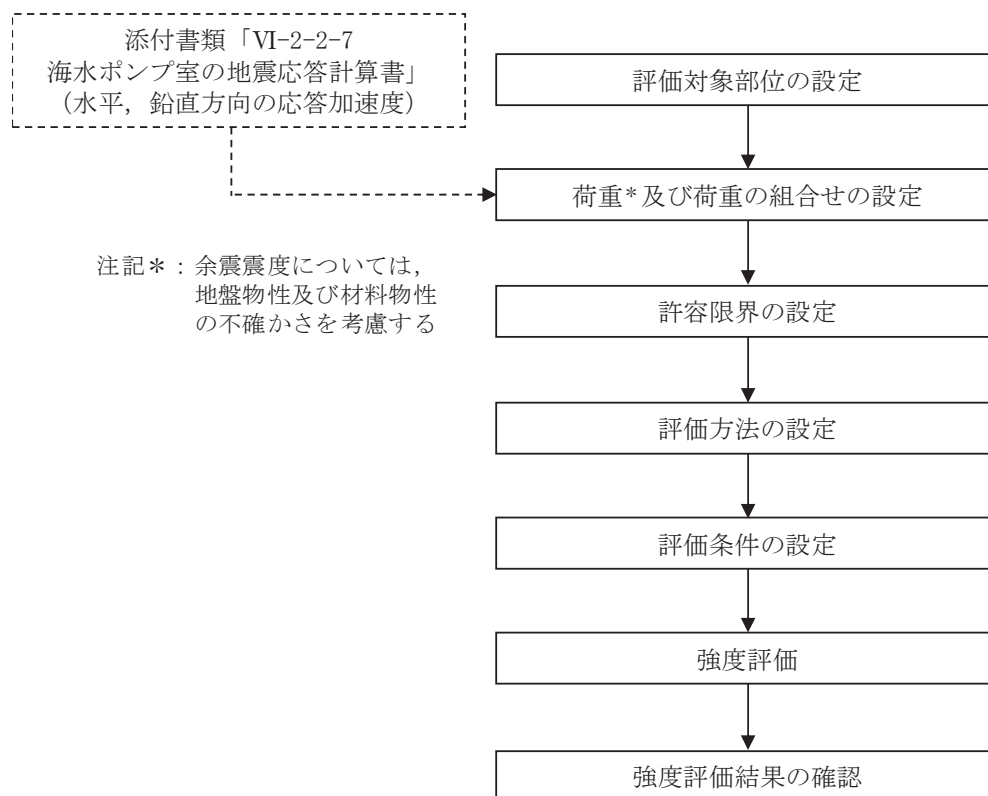 添付書類「Ⅵ-2-2-7
海水ポンプ室の地震応答計算書」
（水平，鉛直方向の応答加速度）
評価対象部位の設定
荷重*及び荷重の組合せの設定
注記＊：余震震度については，
地盤物性及び材料物性
の不確かさを考慮する
許容限界の設定
評価方法の設定
評価条件の設定
強度評価
強度評価結果の確認